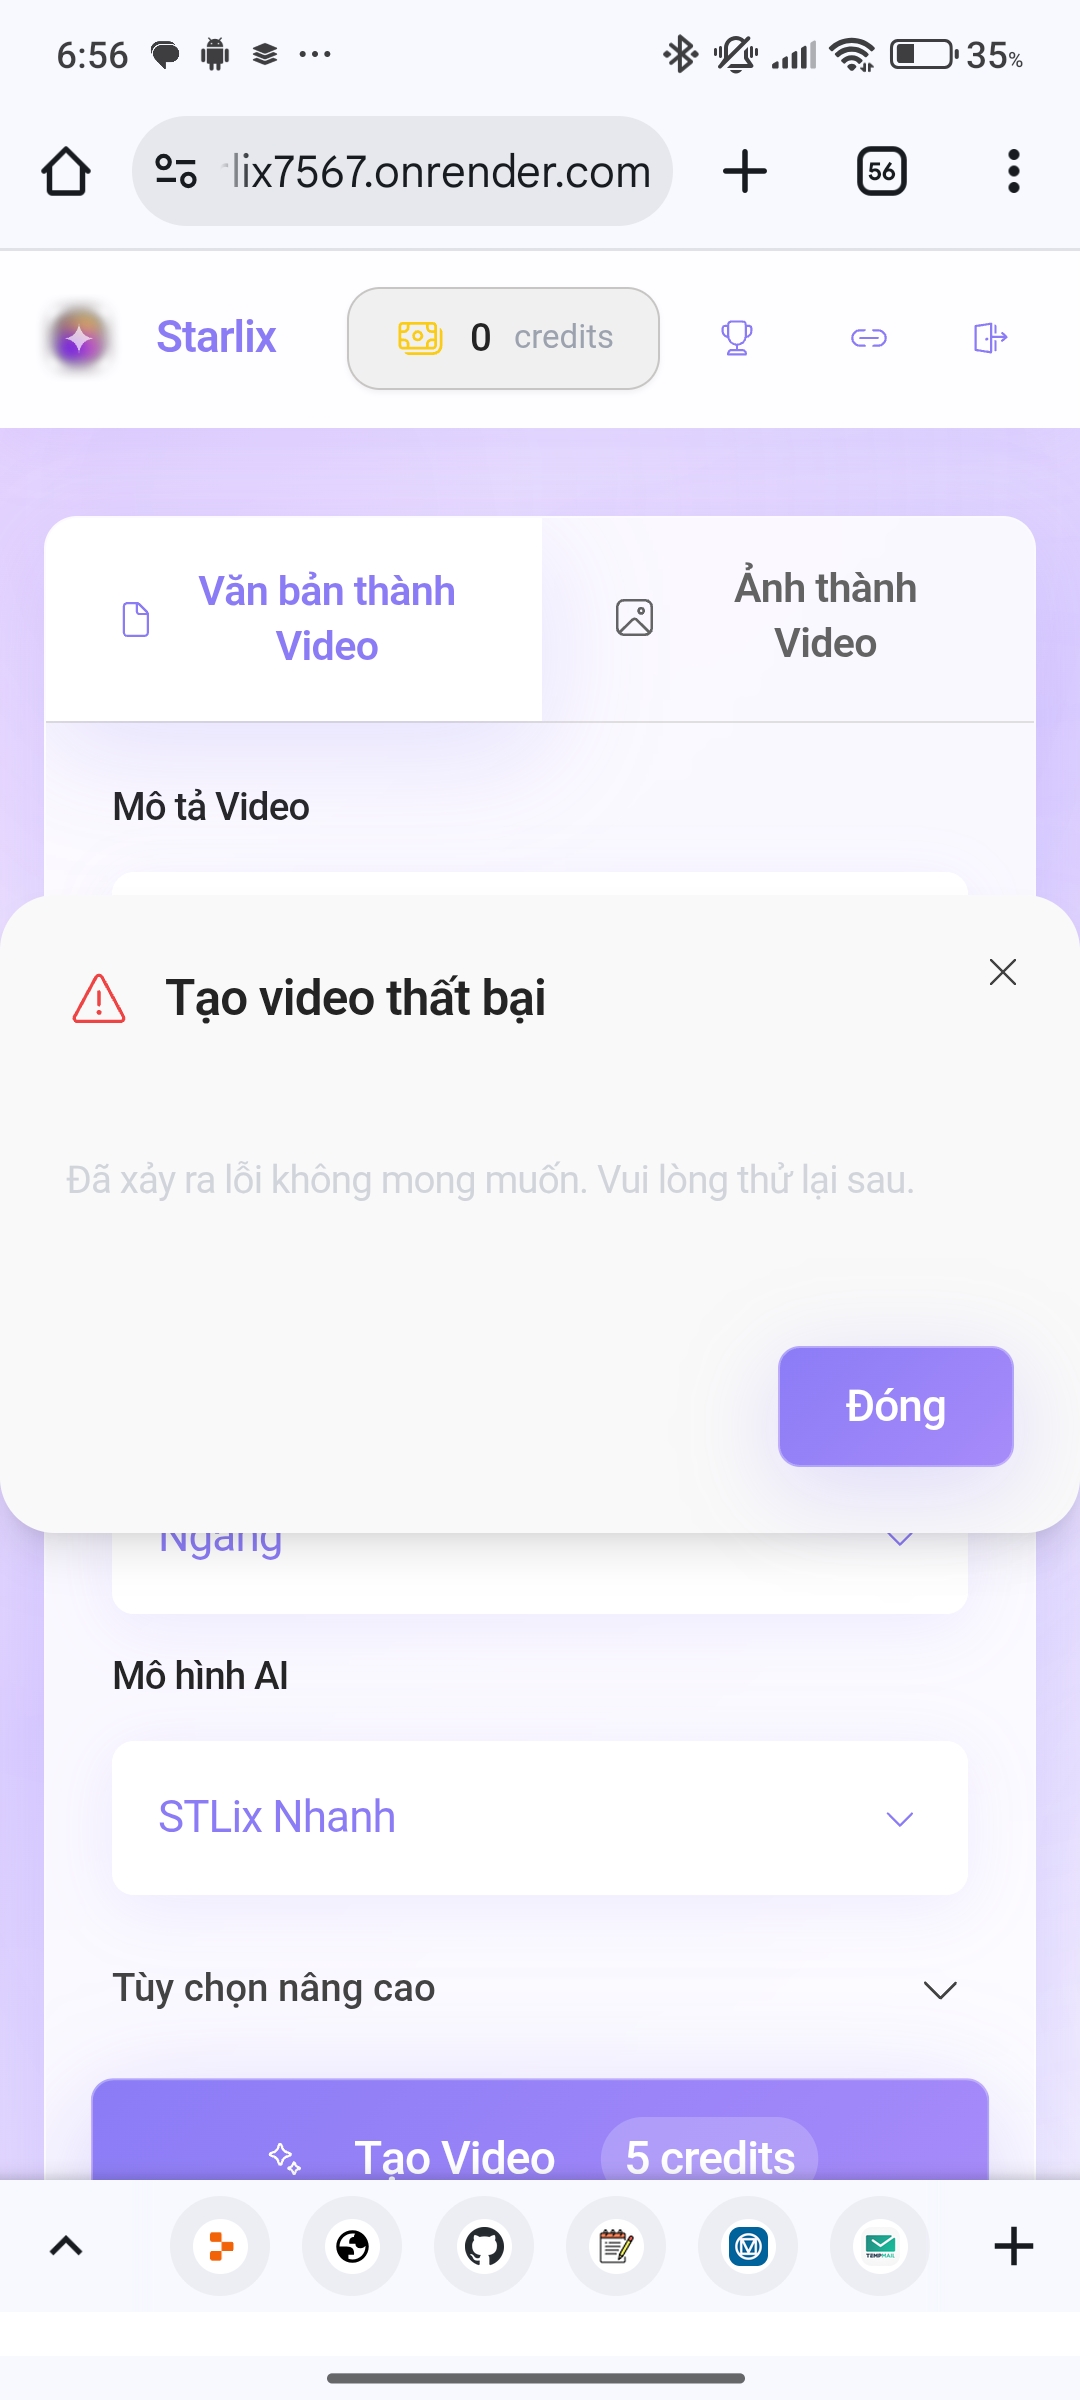 6:56
35%
lix7567.onrender.com
56
Starlix
0 credits
Văn bản thành
Video
Ảnh thành
Video
Mô tả Video
Tạo video thất bại
Đã xảy ra lỗi không mong muốn. Vui lòng thử lại sau.
Đóng
Ngang
Mô hình AI
STLix Nhanh
Tùy chọn nâng cao
Tạo Video 5 credits
TEMPMAIL